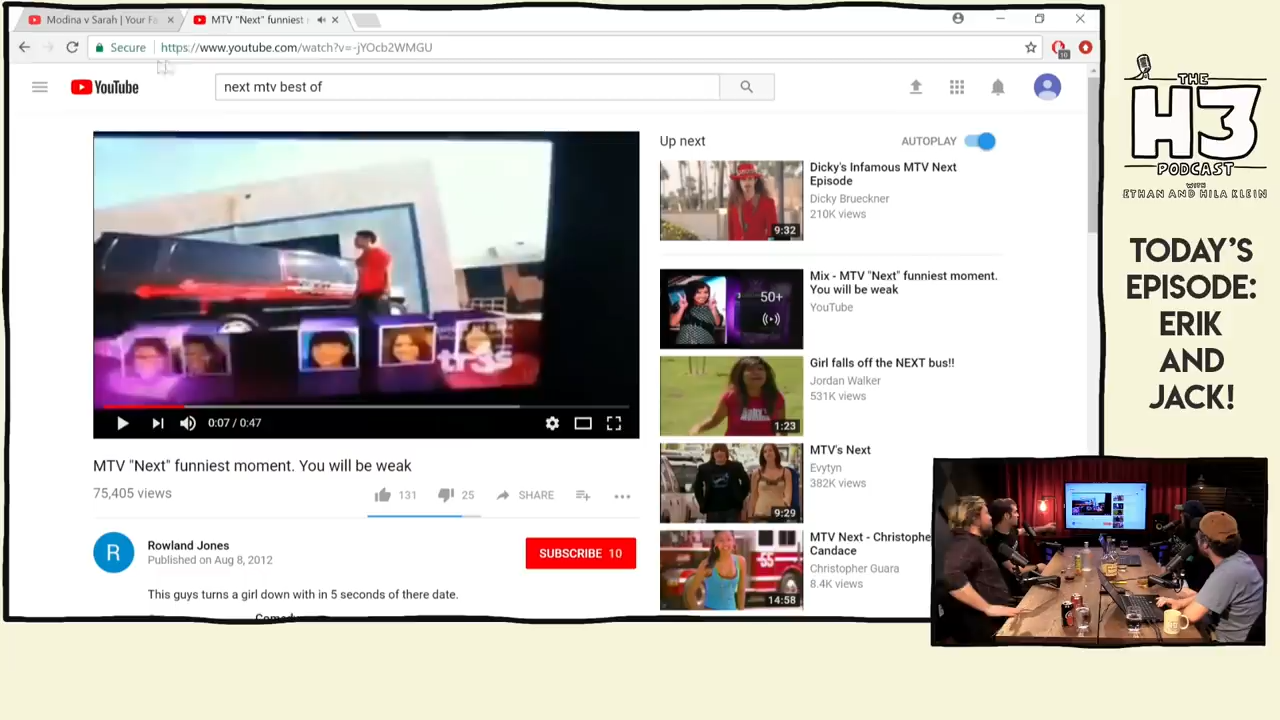 Modina v Sarah | Your Fa
MTV "Next" funniest
Secure
https://www.youtube.com/watch?v=-jYOcb2WMGU
10
YouTube
next mtv best of
tr3s
0:07 / 0:47
MTV "Next" funniest moment. You will be weak
75,405 views
131
25
SHARE
R
Rowland Jones
Published on Aug 8, 2012
SUBSCRIBE 10
This guys turns a girl down with in 5 seconds of there date.
Comedy
Up next
AUTOPLAY
9:32
Dicky's Infamous MTV Next
Episode
Dicky Brueckner
210K views
50+
Mix - MTV "Next" funniest moment.
You will be weak
YouTube
1:23
Girl falls off the NEXT bus!!
Jordan Walker
531K views
9:29
MTV's Next
Evytyn
382K views
55
14:58
MTV Next - Christophe
Candace
Christopher Guara
8.4K views
THE
H3
PODCAST
WITH
ETHAN AND HILA KLEIN
TODAY'S
EPISODE:
ERIK
AND
JACK!